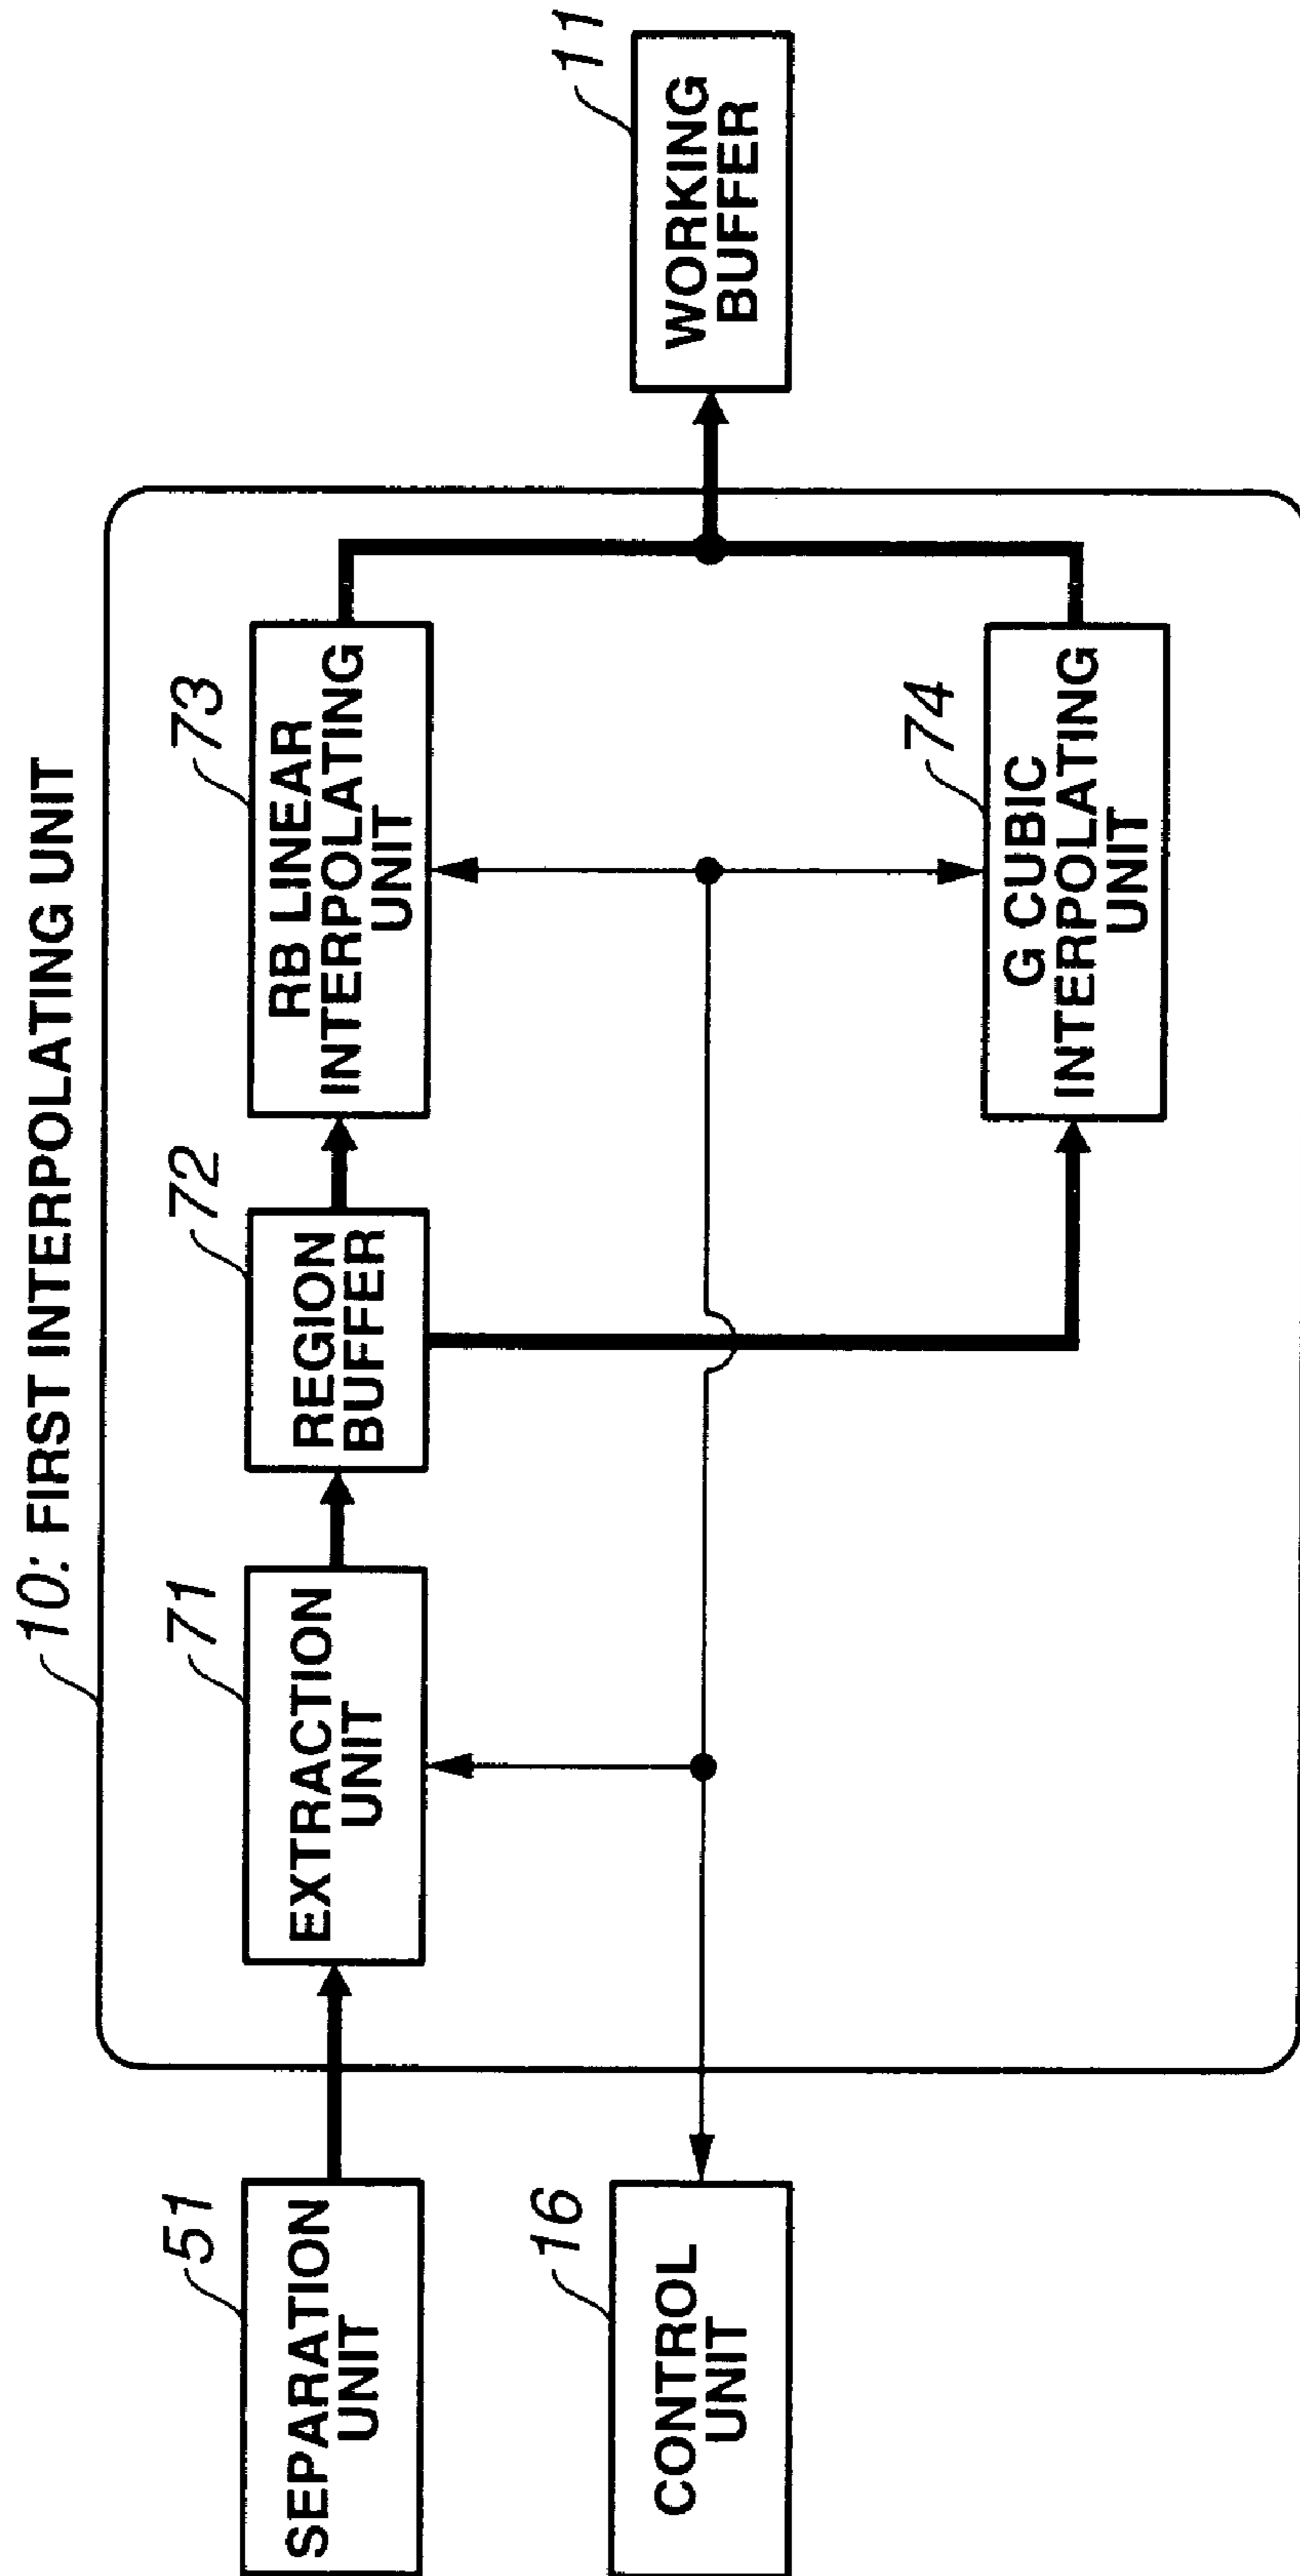 10: FIRST INTERPOLATING UNIT
51
SEPARATION
UNIT
71
EXTRACTION
UNIT
72
REGION
BUFFER
73
RB LINEAR
INTERPOLATING
UNIT
11
WORKING
BUFFER
16
CONTROL
UNIT
74
G CUBIC
INTERPOLATING
UNIT